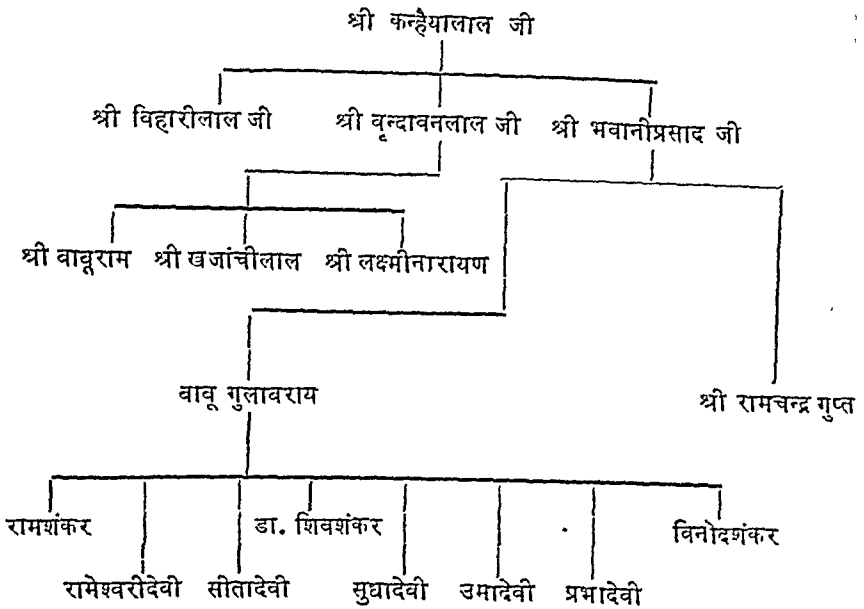 श्री कन्हैयालाल जी
श्री विहारीलाल जी श्री वृन्दावनलाल जी श्री भवानीप्रसाद जी
श्री वावूराम श्री खजांचीलाल श्री लक्ष्मीनारायण
वावू गुलावराय
श्री रामचन्द्र गुप्त
रामशंकर डा. शिवशंकर विनोदशंकर
रामेश्वरीदेवी सीतादेवी सुधादेवी उमादेवी प्रभादेवी